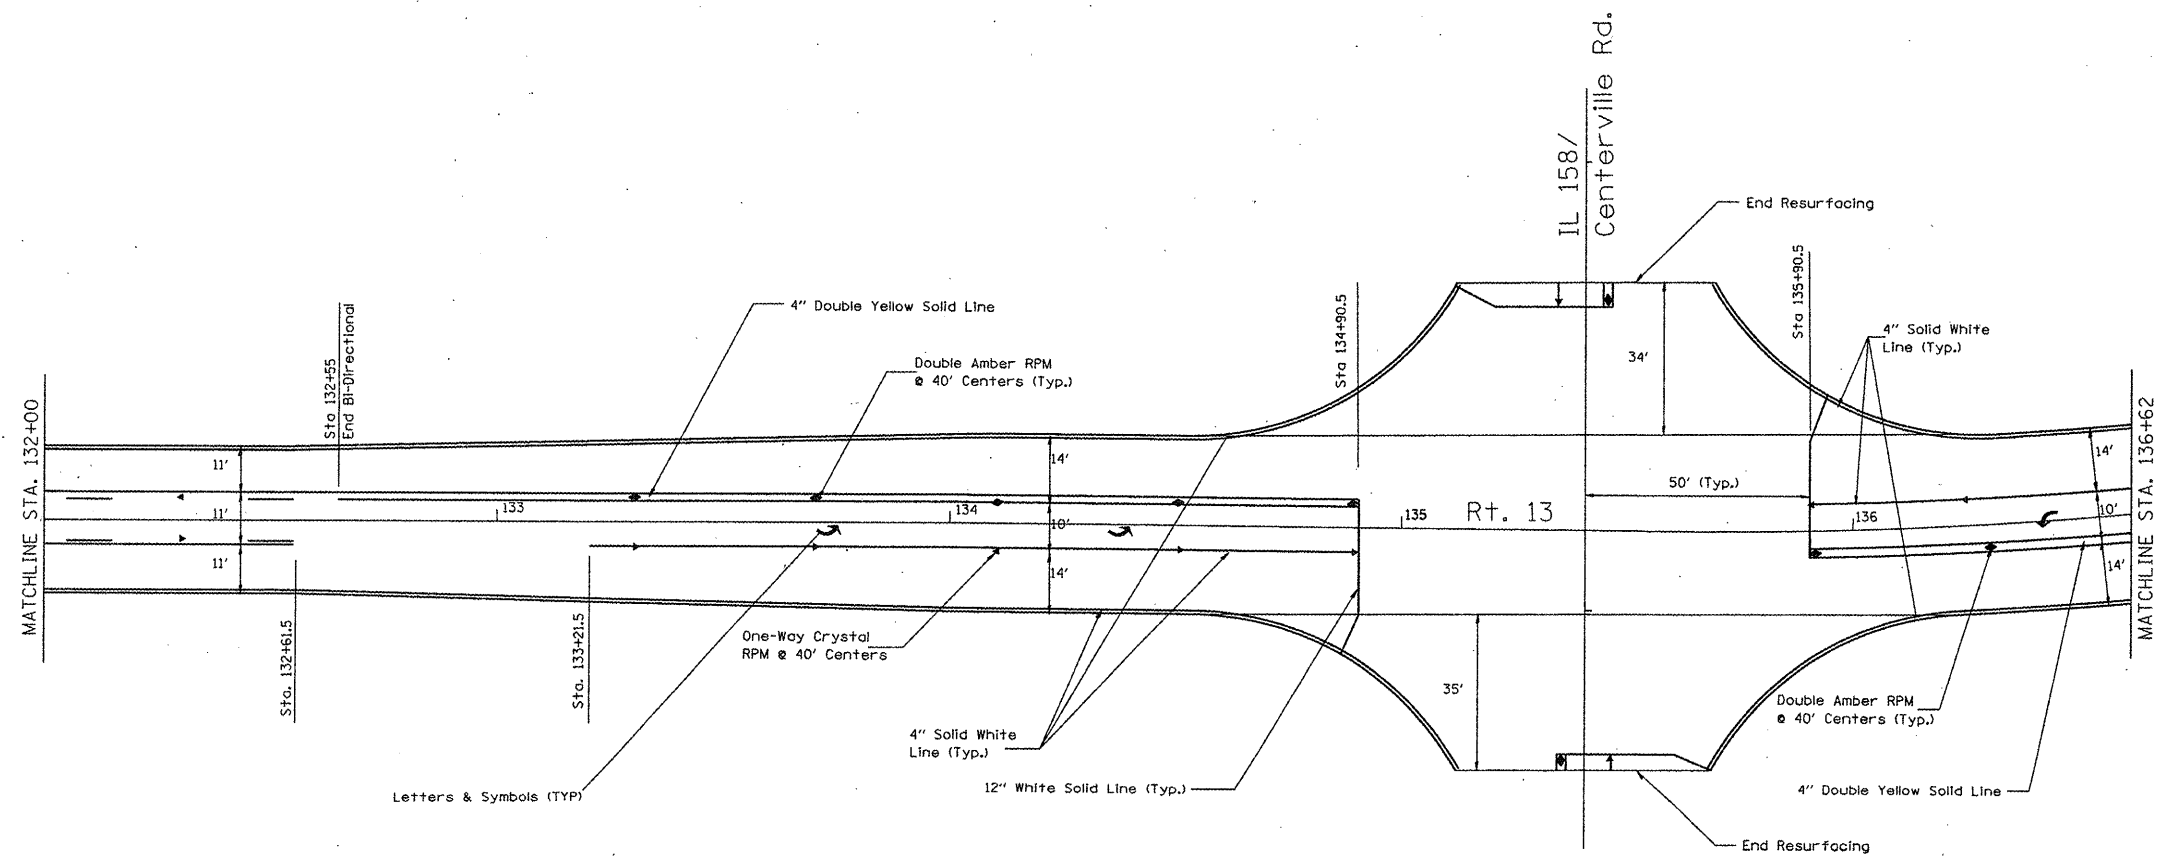 IL 158/
Centerville Rd.
End Resurfacing
4" Double Yellow Solid Line
Double Amber RPM
@ 40' Centers (Typ.)
4" Solid White
Line (Typ.)
Sta 132+55
End Bi-Directional
Sta 134+90.5
Sta 135+90.5
34'
MATCHLINE STA. 132+00
MATCHLINE STA. 136+62
11'
11'
11'
14'
10'
14'
14'
10'
14'
50' (Typ.)
133
134
135
Rt. 13
136
Sta. 132+61.5
Sta. 133+21.5
One-Way Crystal
RPM @ 40' Centers
35'
4" Solid White
Line (Typ.)
Double Amber RPM
@ 40' Centers (Typ.)
12" White Solid Line (Typ.)
Letters & Symbols (TYP)
4" Double Yellow Solid Line
End Resurfacing